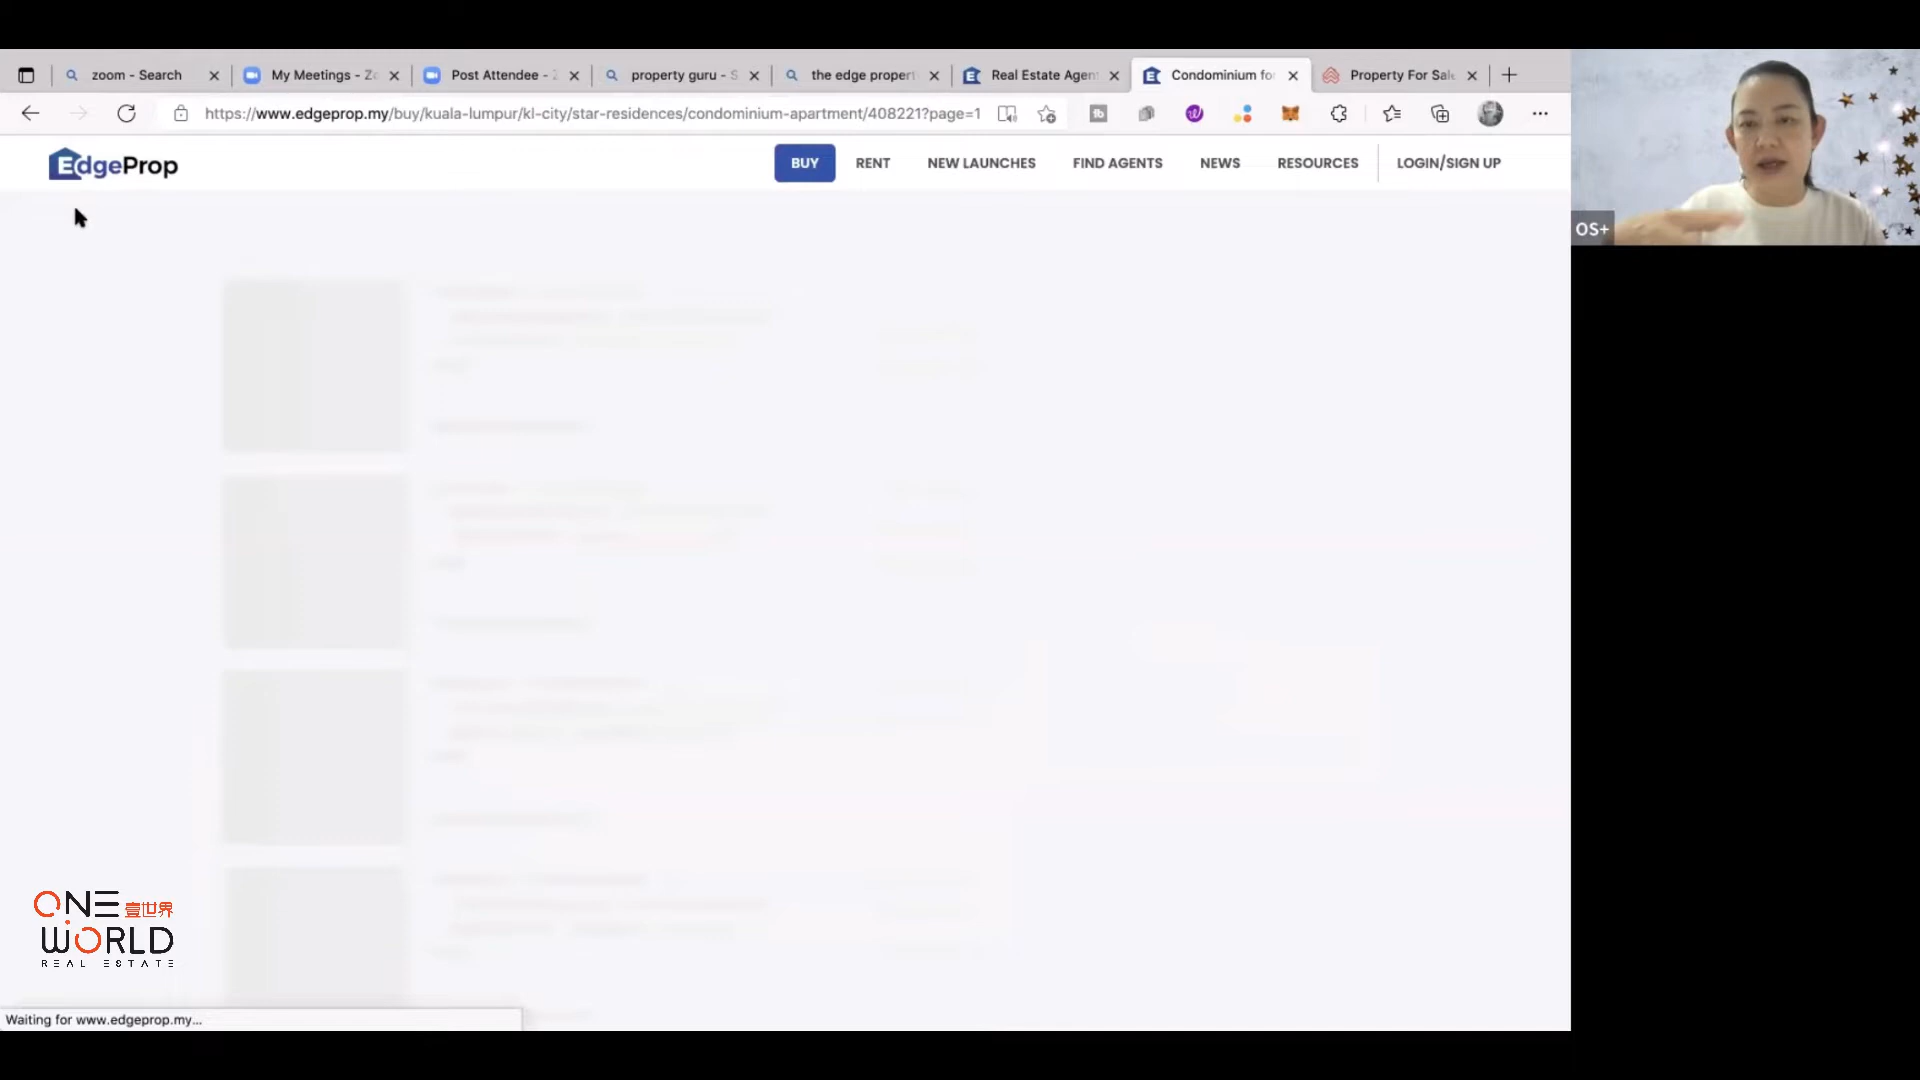 zoom - Search
My Meetings - Zo
Post Attendee - Z
property guru - S
the edge propert
Real Estate Agen
Condominium for
Property For Sale
https://www.edgeprop.my/buy/kuala-lumpur/kl-city/star-residences/condominium-apartment/408221?page=1
EdgeProp
BUY
RENT
NEW LAUNCHES
FIND AGENTS
NEWS
RESOURCES
LOGIN/SIGN UP
OS+
ONE 壹世界
WORLD
REAL ESTATE
Waiting for www.edgeprop.my...